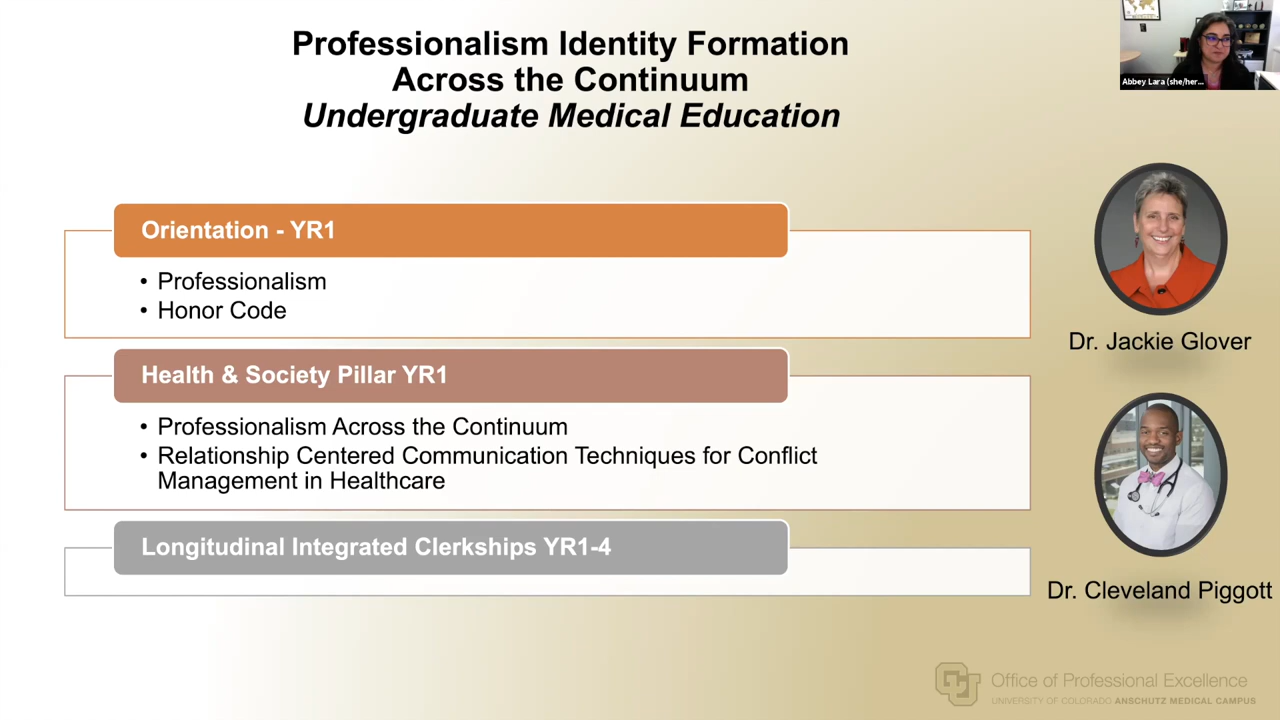 Professionalism Identity Formation
Across the Continuum
Undergraduate Medical Education
Abbey Lara (she/her...
Orientation - YR1
• Professionalism
• Honor Code
Health & Society Pillar YR1
• Professionalism Across the Continuum
• Relationship Centered Communication Techniques for Conflict
Management in Healthcare
Longitudinal Integrated Clerkships YR1-4
Dr. Jackie Glover
Dr. Cleveland Piggott
CU
Office of Professional Excellence
UNIVERSITY OF COLORADO ANSCHUTZ MEDICAL CAMPUS